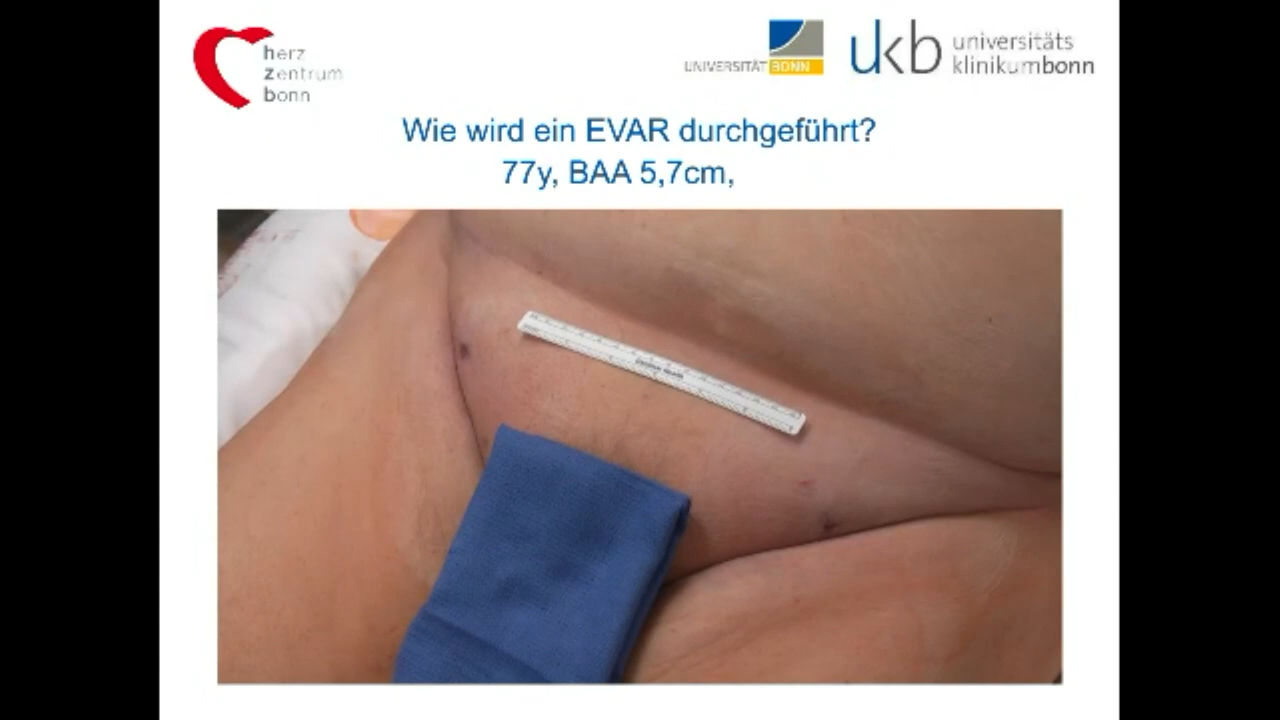 herz
zentrum
bonn
UNIVERSITÄT BONN
ukb universitäts
klinikumbonn
Wie wird ein EVAR durchgeführt?
77y, BAA 5,7cm,